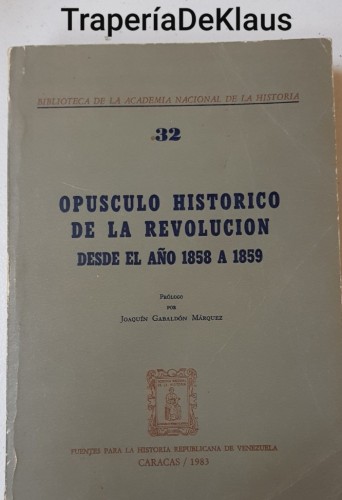 TraperíaDeKlaus
BIBLIOTECA DE LA ACADEMIA NACIONAL DE LA HISTORIA
32
OPUSCULO HISTORICO
DE LA REVOLUCION
DESDE EL AÑO 1858 A 1859
PRÓLOGO
POR
JOAQUÍN GABALDÓN MÁRQUEZ
FUENTES PARA LA HISTORIA REPUBLICANA DE VENEZUELA
CARACAS / 1983